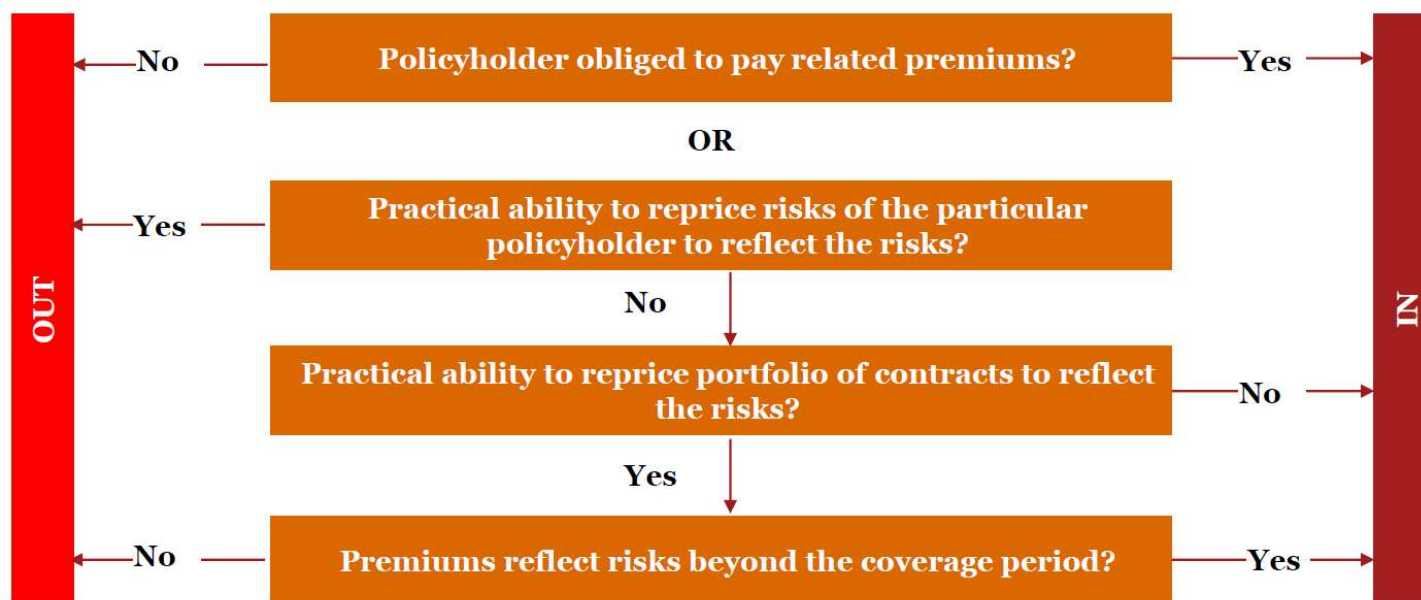 No
Policyholder obliged to pay related premiums?
Yes
OR
Practical ability to reprice risks of the particular
policyholder to reflect the risks?
Yes
No
OUT
IN
Practical ability to reprice portfolio of contracts to reflect
the risks?
No
Yes
No
Premiums reflect risks beyond the coverage period?
Yes